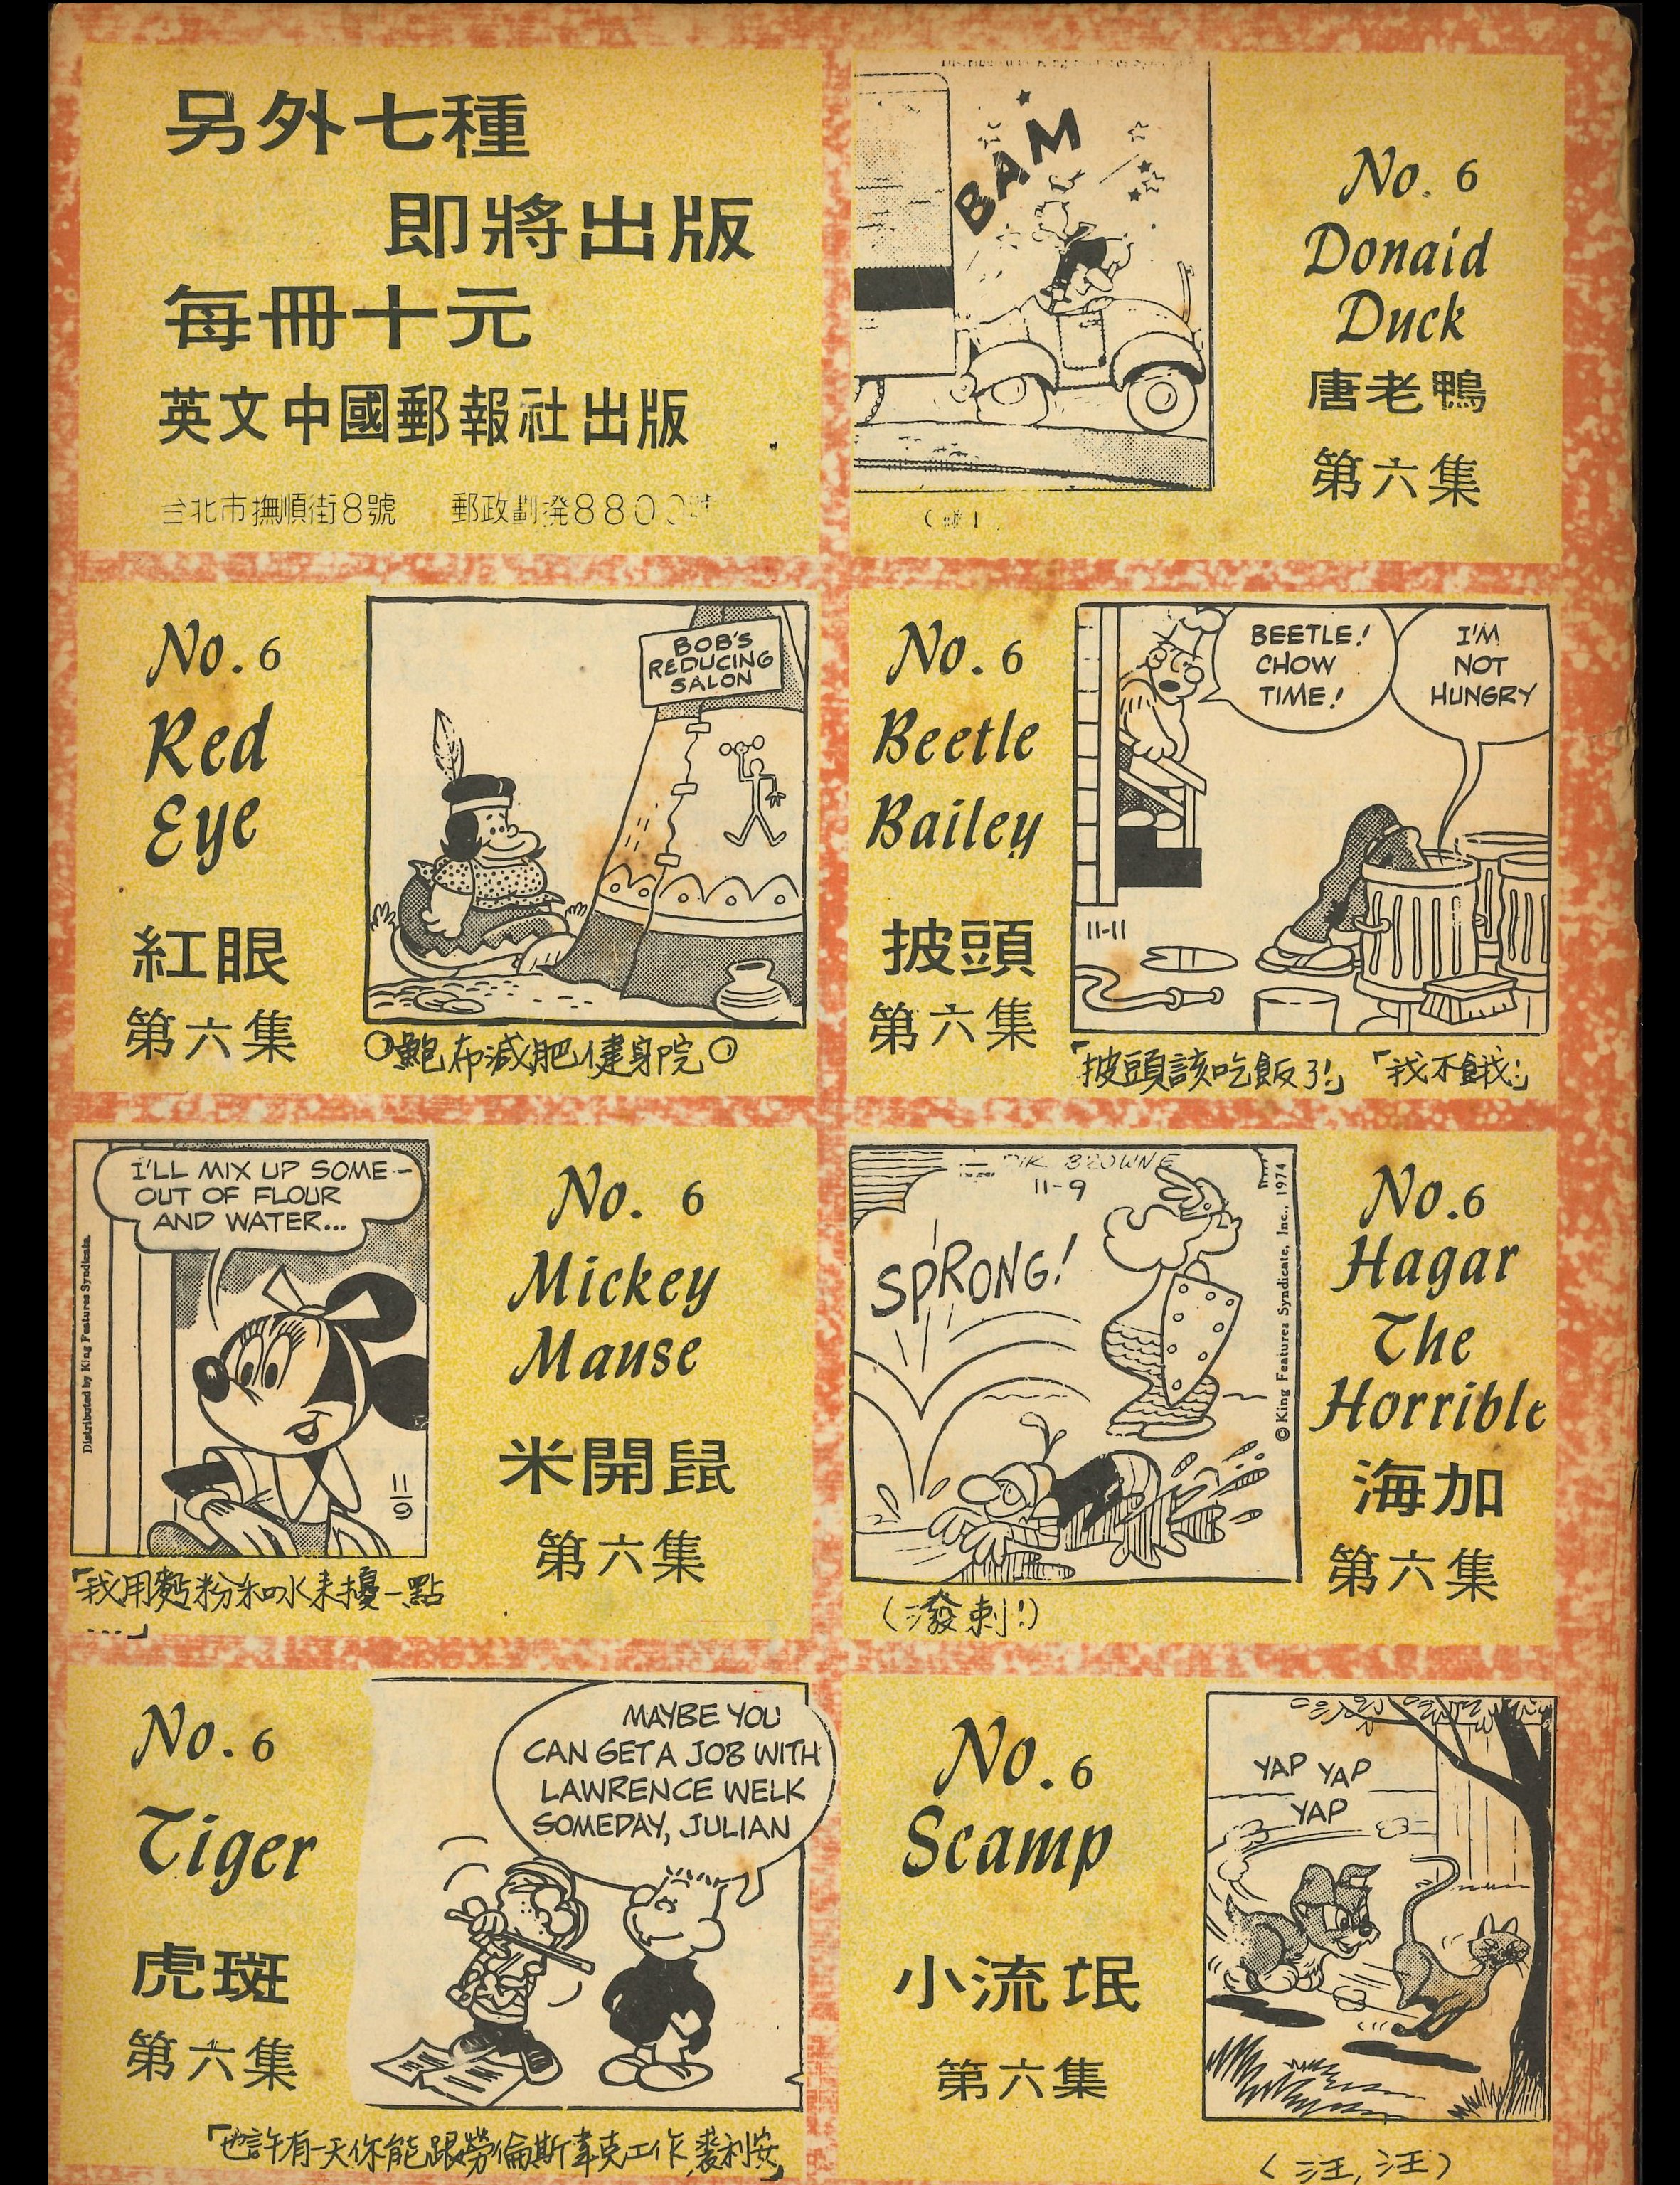 另外七種
即將出版
每冊十元
英文中國郵報社出版
台北市撫順街8號 郵政劃撥8800
BAM
No. 6
Donaid
Duck
唐老鴨
第六集
No. 6
Red
Eye
紅眼
第六集
BOB'S
REDUCING
SALON
鮑布減肥健身院
No. 6
Beetle
Bailey
披頭
第六集
BEETLE!
CHOW
TIME!
I'M
NOT
HUNGRY
11-11
「披頭該吃飯了!」「我不餓!」
I'LL MIX UP SOME—
OUT OF FLOUR
AND WATER...
Distributed by King Features Syndicate.
11-9
「我用麫粉和水来擾一點
...」
No. 6
Mickey
Mause
米開鼠
第六集
DIK BROWNE
11-9
SPRONG!
© King Features Syndicate, Inc., 1974
(潑剌!)
No. 6
Hagar
The
Horrible
海加
第六集
No. 6
Tiger
虎斑
第六集
MAYBE YOU
CAN GET A JOB WITH
LAWRENCE WELK
SOMEDAY, JULIAN
「也許有一天你能跟勞倫斯韋克工作,裘利安」
No. 6
Scamp
小流氓
第六集
YAP YAP
YAP
(汪,汪)